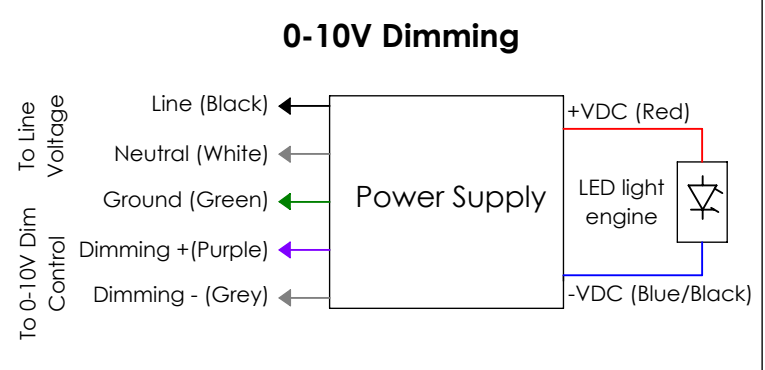 0-10V Dimming
To Line
Voltage
Line (Black)
Neutral (White)
Ground (Green)
To 0-10V Dim
Control
Dimming +(Purple)
Dimming - (Grey)
Power Supply
+VDC (Red)
LED light
engine
-VDC (Blue/Black)